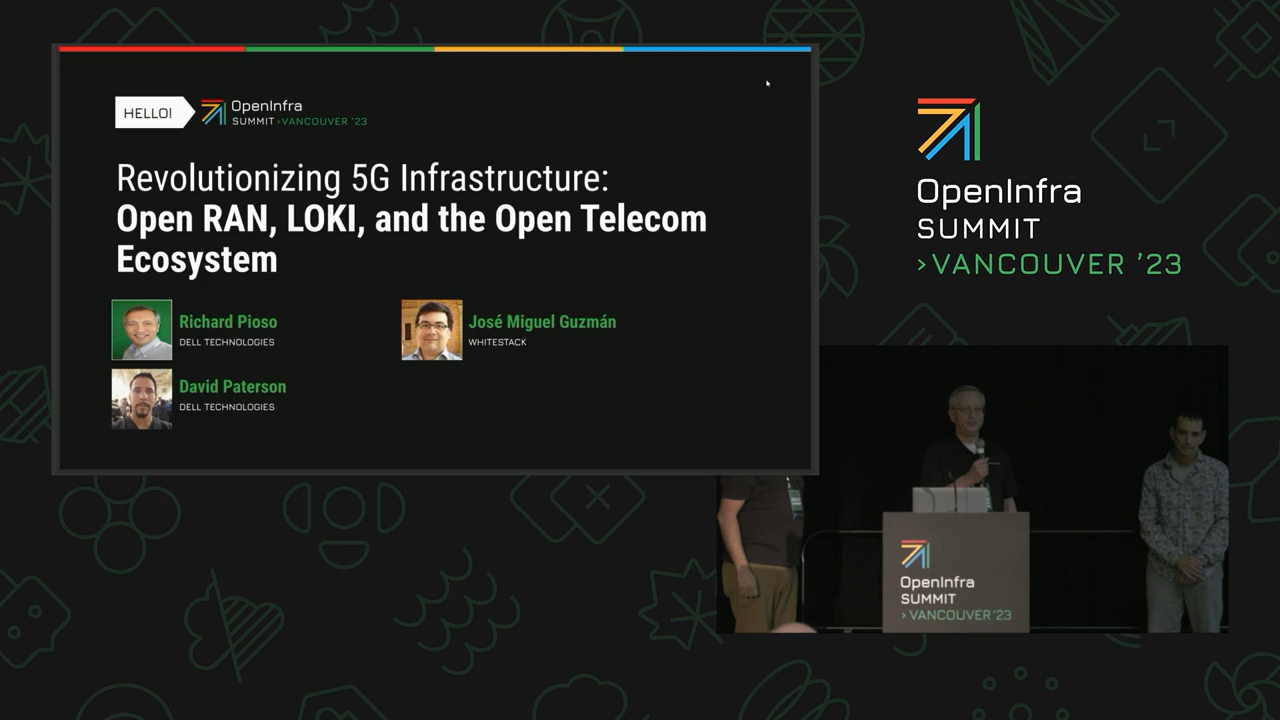 HELLO!
OpenInfra
SUMMIT ›VANCOUVER '23
Revolutionizing 5G Infrastructure:
Open RAN, LOKI, and the Open Telecom
Ecosystem
Richard Pioso
DELL TECHNOLOGIES
José Miguel Guzmán
WHITESTACK
David Paterson
DELL TECHNOLOGIES
OpenInfra
SUMMIT
›VANCOUVER '23
OpenInfra
SUMMIT
› VANCOUVER '23